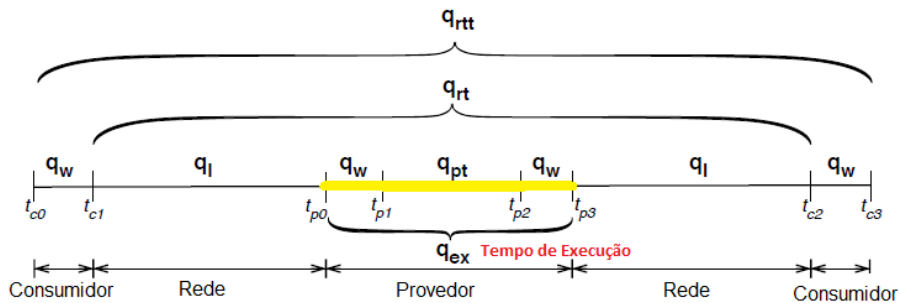 q_rtt
q_rt
q_w q_l q_w q_pt q_w q_l q_w
t_c0 t_c1 t_p0 t_p1 t_p2 t_p3 t_c2 t_c3
q_ex Tempo de Execução
Consumidor Rede Provedor Rede Consumidor